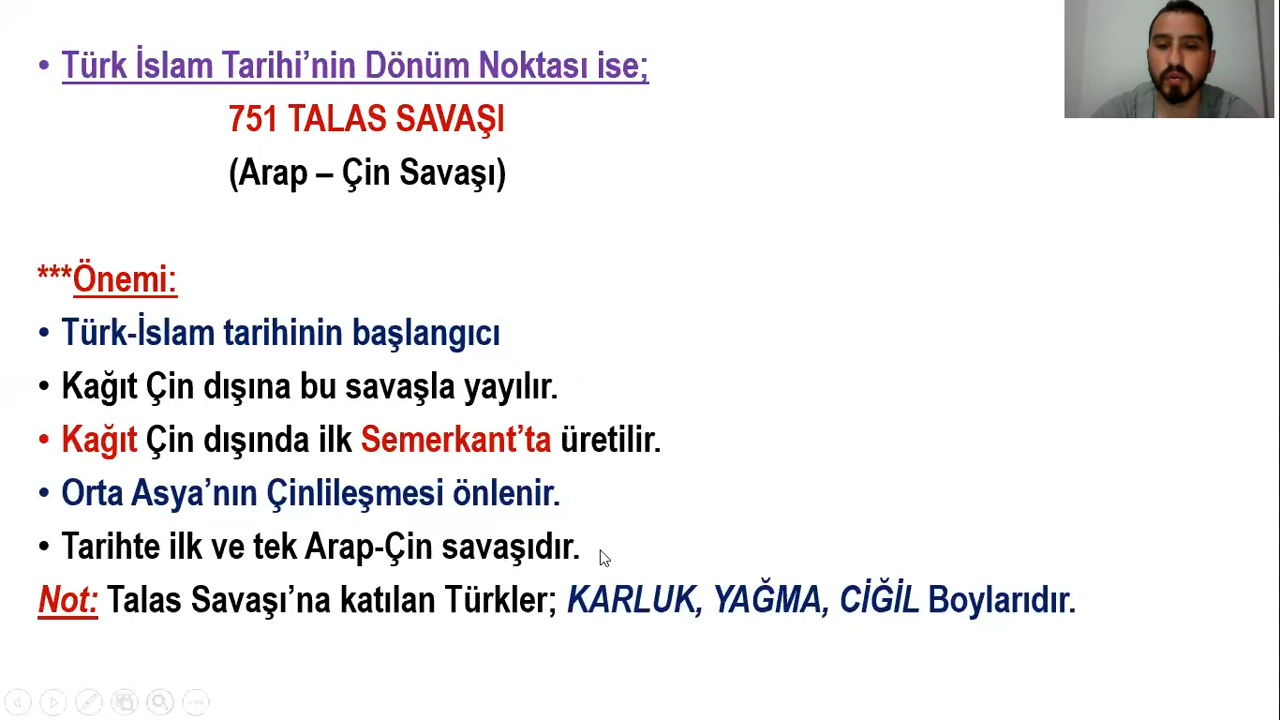 • Türk İslam Tarihi’nin Dönüm Noktası ise;
751 TALAS SAVAŞI
(Arap – Çin Savaşı)
***Önemi:
• Türk-İslam tarihinin başlangıcı
• Kağıt Çin dışına bu savaşla yayılır.
• Kağıt Çin dışında ilk Semerkant’ta üretilir.
• Orta Asya’nın Çinlileşmesi önlenir.
• Tarihte ilk ve tek Arap-Çin savaşıdır.
Not: Talas Savaşı’na katılan Türkler; KARLUK, YAĞMA, CİĞİL Boylarıdır.